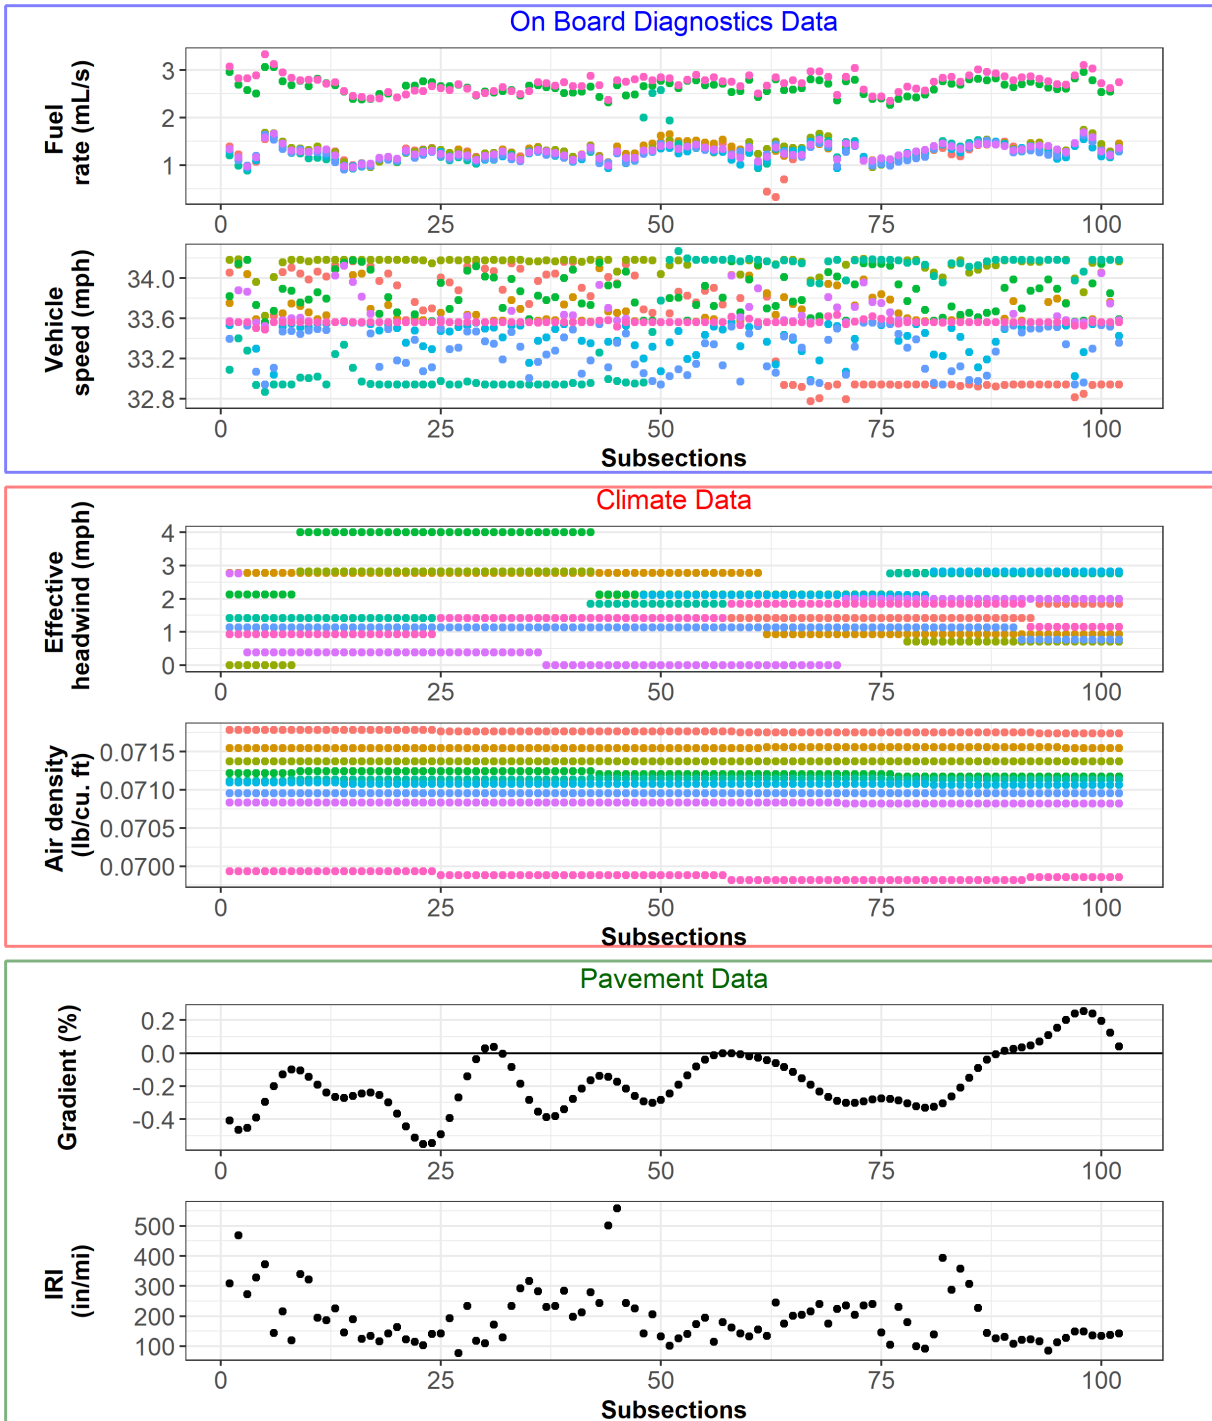 On Board Diagnostics Data
Fuel
rate (mL/s)
3
2
1
0 25 50 75 100
Vehicle
speed (mph)
34.0
33.6
33.2
32.8
0 25 50 75 100
Subsections
Climate Data
Effective
headwind (mph)
4
3
2
1
0
0 25 50 75 100
Air density
(lb/cu. ft)
0.0715
0.0710
0.0705
0.0700
0 25 50 75 100
Subsections
Pavement Data
Gradient (%)
0.2
0.0
-0.2
-0.4
0 25 50 75 100
IRI
(in/mi)
500
400
300
200
100
0 25 50 75 100
Subsections